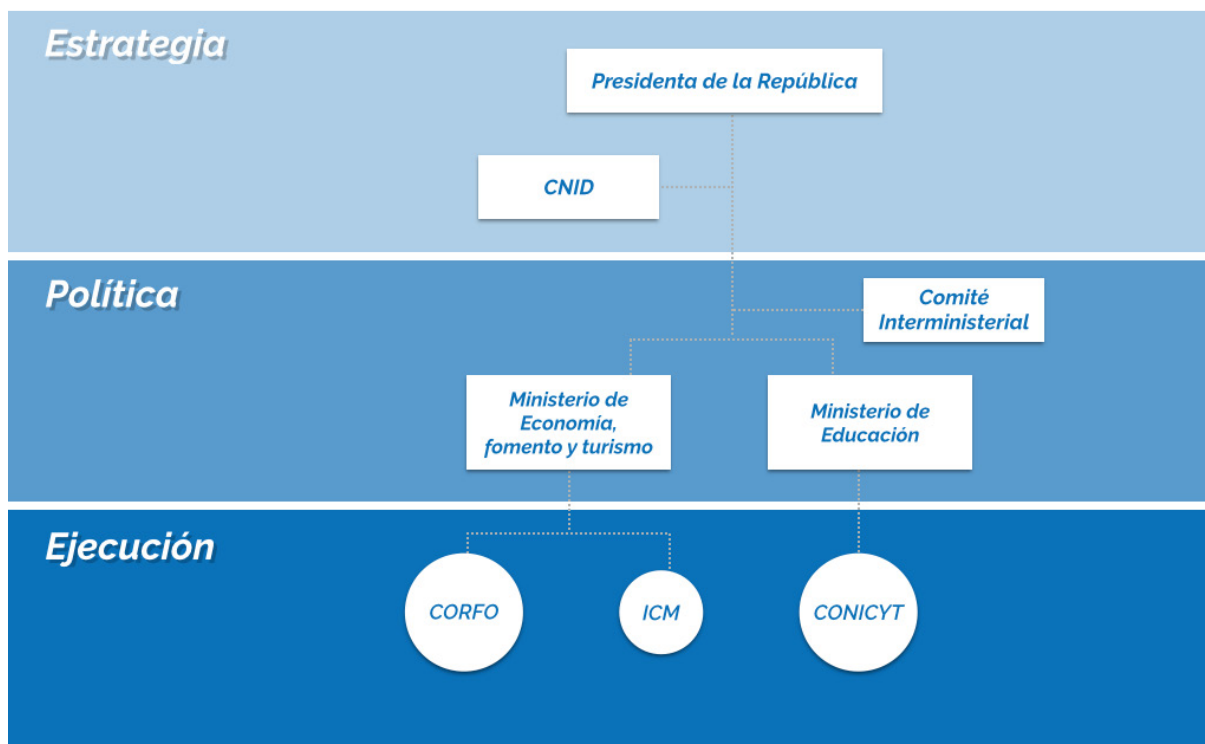 Estrategia
Presidenta de la República
CNID
Política
Comité
Interministerial
Ministerio de
Economía,
fomento y turismo
Ministerio de
Educación
Ejecución
CORFO
ICM
CONICYT